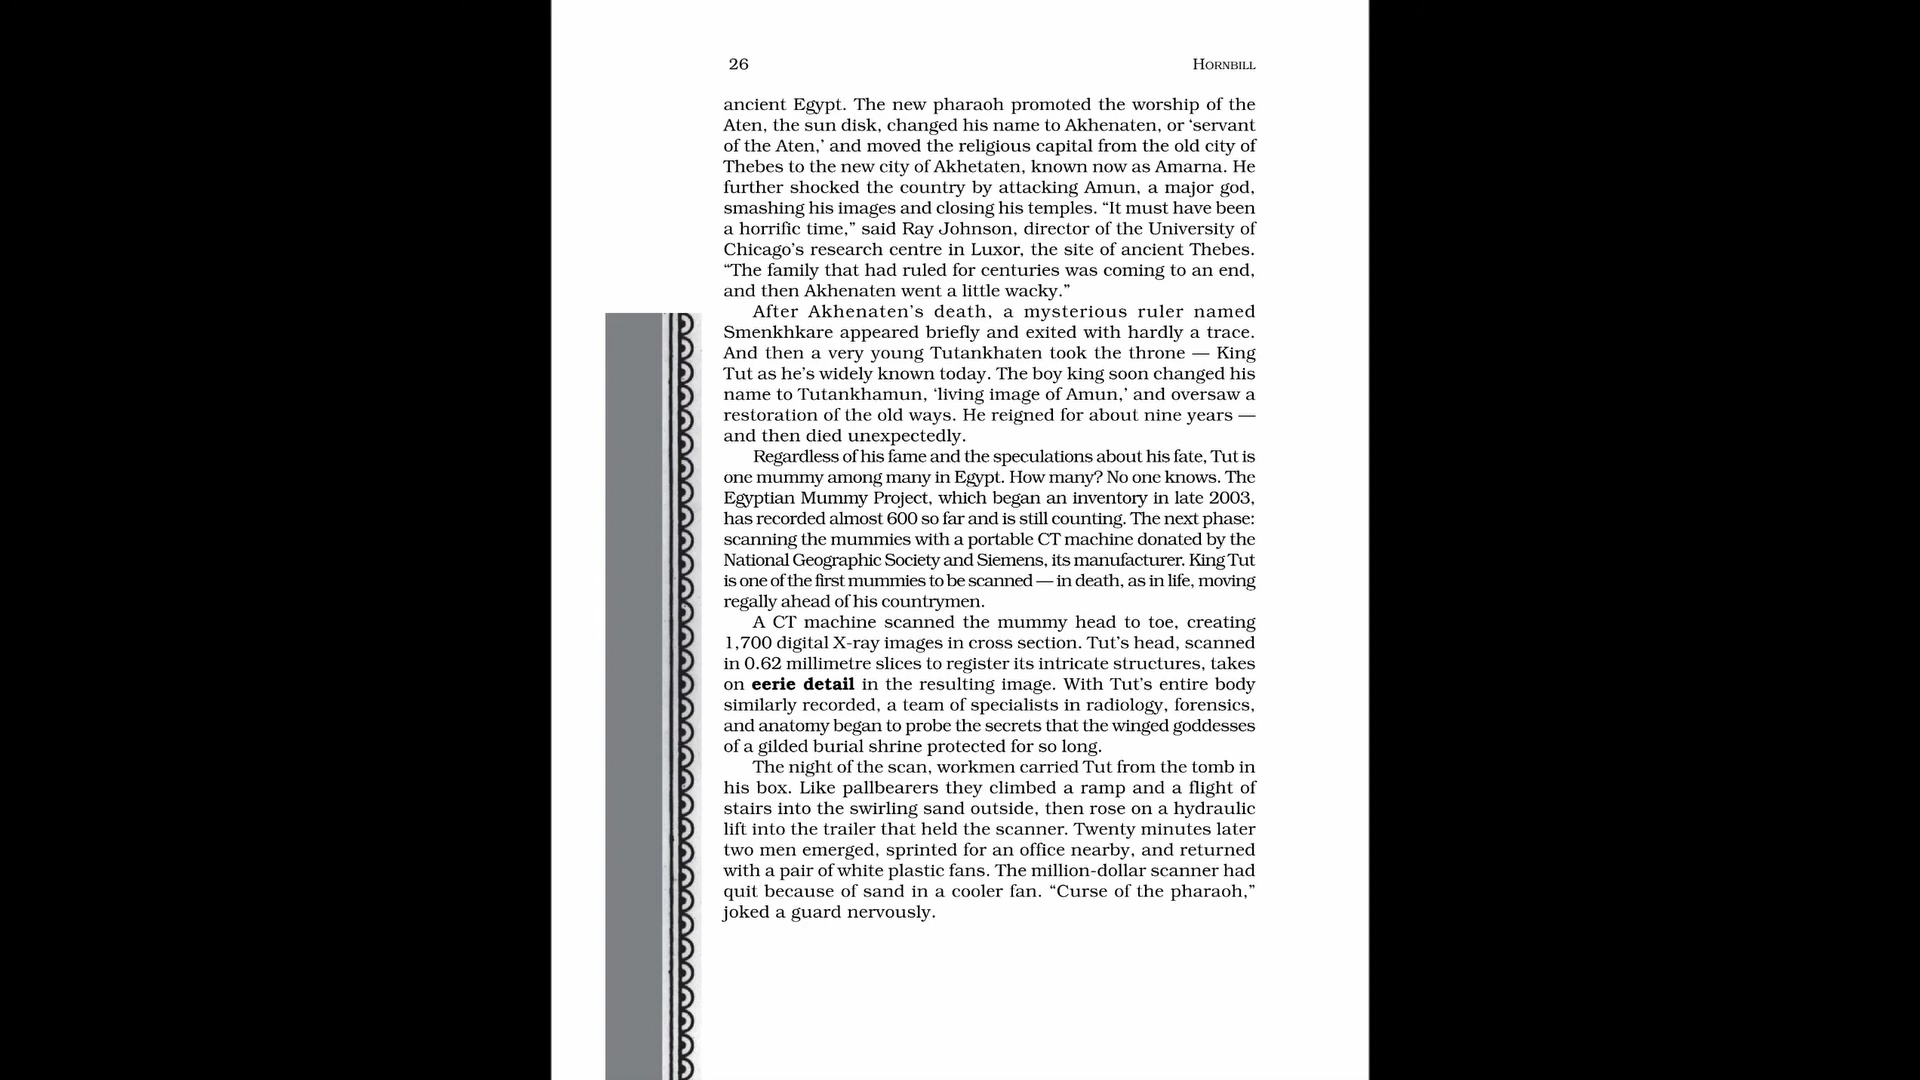 26
HORNBILL
ancient Egypt. The new pharaoh promoted the worship of the
Aten, the sun disk, changed his name to Akhenaten, or ‘servant
of the Aten,’ and moved the religious capital from the old city of
Thebes to the new city of Akhetaten, known now as Amarna. He
further shocked the country by attacking Amun, a major god,
smashing his images and closing his temples. “It must have been
a horrific time,” said Ray Johnson, director of the University of
Chicago’s research centre in Luxor, the site of ancient Thebes.
“The family that had ruled for centuries was coming to an end,
and then Akhenaten went a little wacky.”
After Akhenaten’s death, a mysterious ruler named
Smenkhkare appeared briefly and exited with hardly a trace.
And then a very young Tutankhaten took the throne — King
Tut as he’s widely known today. The boy king soon changed his
name to Tutankhamun, ‘living image of Amun,’ and oversaw a
restoration of the old ways. He reigned for about nine years —
and then died unexpectedly.
Regardless of his fame and the speculations about his fate, Tut is
one mummy among many in Egypt. How many? No one knows. The
Egyptian Mummy Project, which began an inventory in late 2003,
has recorded almost 600 so far and is still counting. The next phase:
scanning the mummies with a portable CT machine donated by the
National Geographic Society and Siemens, its manufacturer. King Tut
is one of the first mummies to be scanned — in death, as in life, moving
regally ahead of his countrymen.
A CT machine scanned the mummy head to toe, creating
1,700 digital X-ray images in cross section. Tut’s head, scanned
in 0.62 millimetre slices to register its intricate structures, takes
on eerie detail in the resulting image. With Tut’s entire body
similarly recorded, a team of specialists in radiology, forensics,
and anatomy began to probe the secrets that the winged goddesses
of a gilded burial shrine protected for so long.
The night of the scan, workmen carried Tut from the tomb in
his box. Like pallbearers they climbed a ramp and a flight of
stairs into the swirling sand outside, then rose on a hydraulic
lift into the trailer that held the scanner. Twenty minutes later
two men emerged, sprinted for an office nearby, and returned
with a pair of white plastic fans. The million-dollar scanner had
quit because of sand in a cooler fan. “Curse of the pharaoh,”
joked a guard nervously.